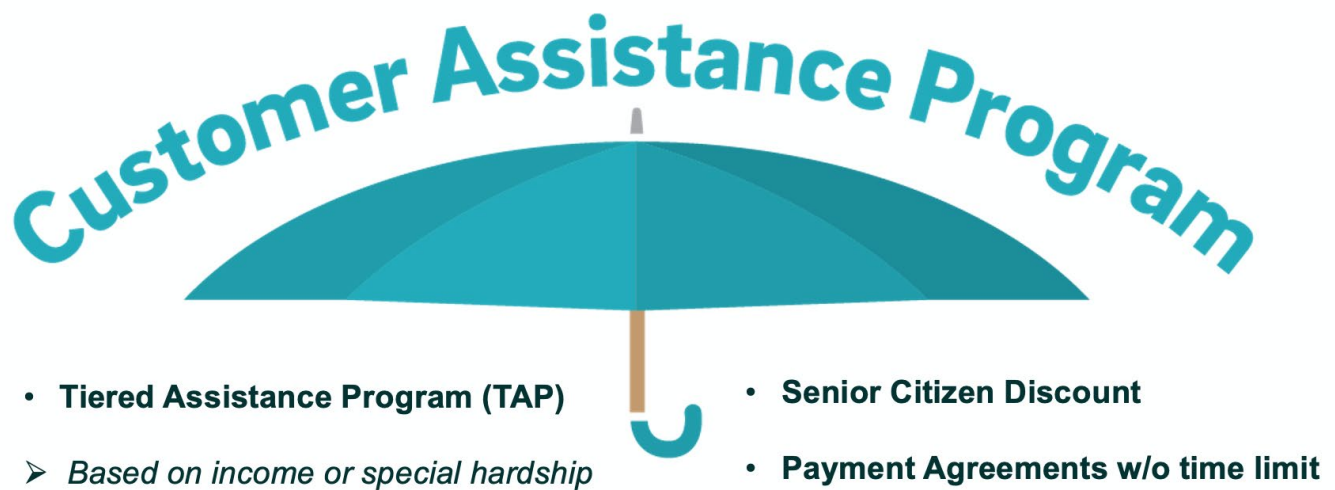 Customer Assistance Program
• Tiered Assistance Program (TAP)
➢ Based on income or special hardship
• Senior Citizen Discount
• Payment Agreements w/o time limit